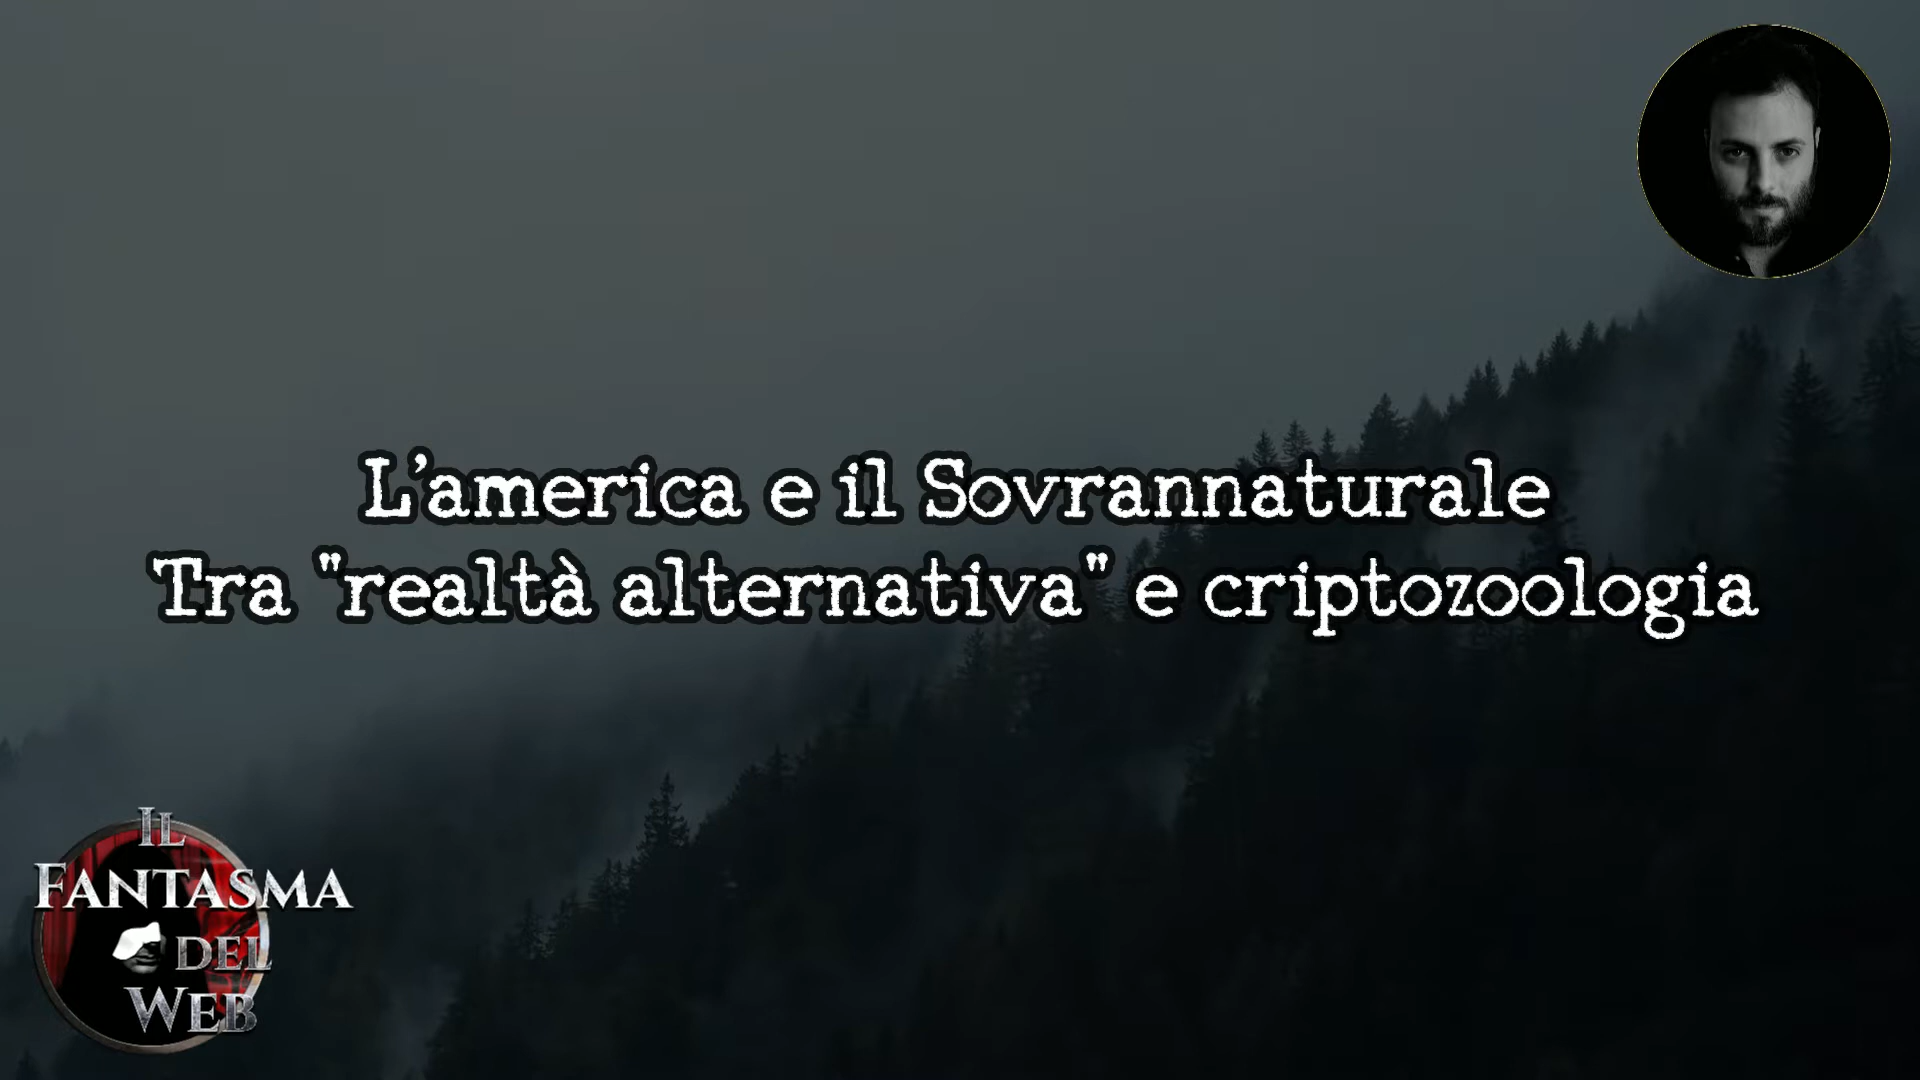 L'america e il Sovrannaturale
Tra "realtà alternativa" e criptozoologia
IL
FANTASMA
DEL
WEB